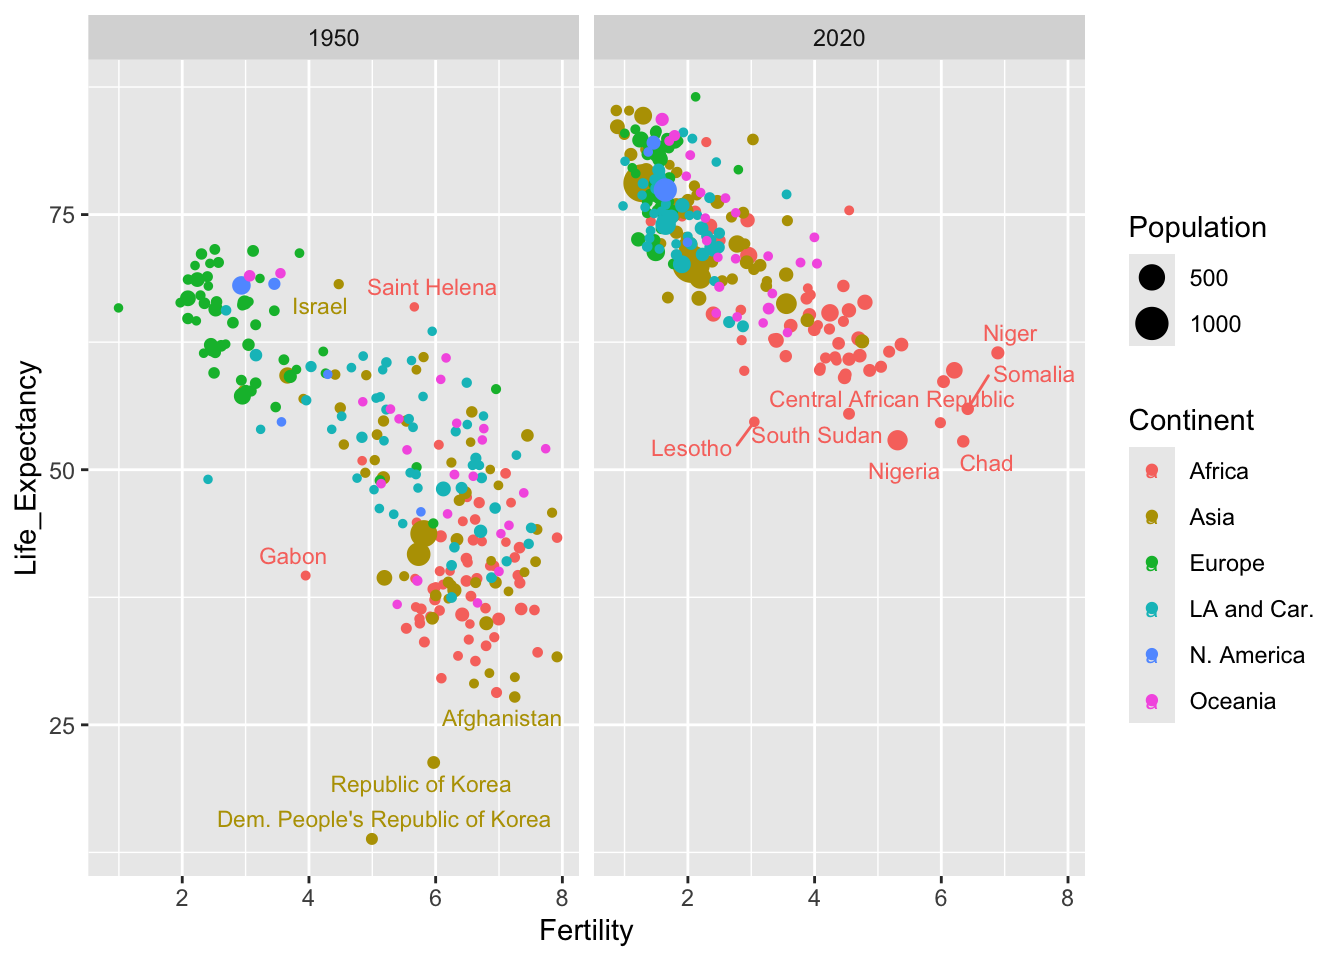 1950
2020
Life_Expectancy
75
50
25
Israel
Saint Helena
Gabon
Afghanistan
Republic of Korea
Dem. People's Republic of Korea
Niger
Somalia
Central African Republic
South Sudan
Lesotho
Nigeria
Chad
2 4 6 8
2 4 6 8
Fertility
Population
500
1000
Continent
a Africa
a Asia
a Europe
a LA and Car.
a N. America
a Oceania